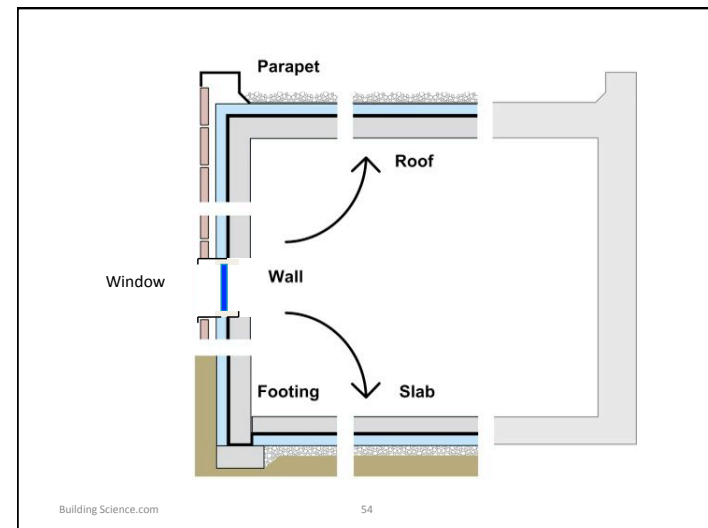 Parapet
Roof
Window
Wall
Footing
Slab
Building Science.com
54